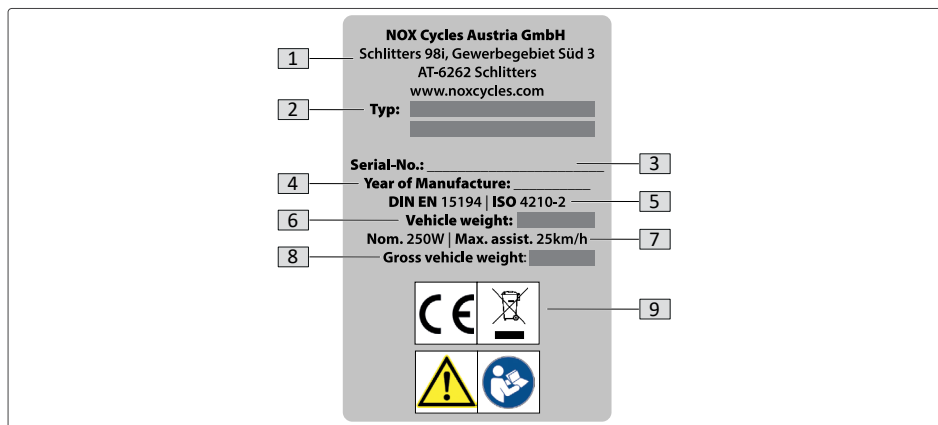 NOX Cycles Austria GmbH
1 Schlitters 98i, Gewerbegebiet Süd 3
AT-6262 Schlitters
www.noxcycles.com
2 Typ:
Serial-No.: 3
4 Year of Manufacture:
DIN EN 15194 | ISO 4210-2 5
6 Vehicle weight:
Nom. 250W | Max. assist. 25km/h 7
8 Gross vehicle weight:
CE 9